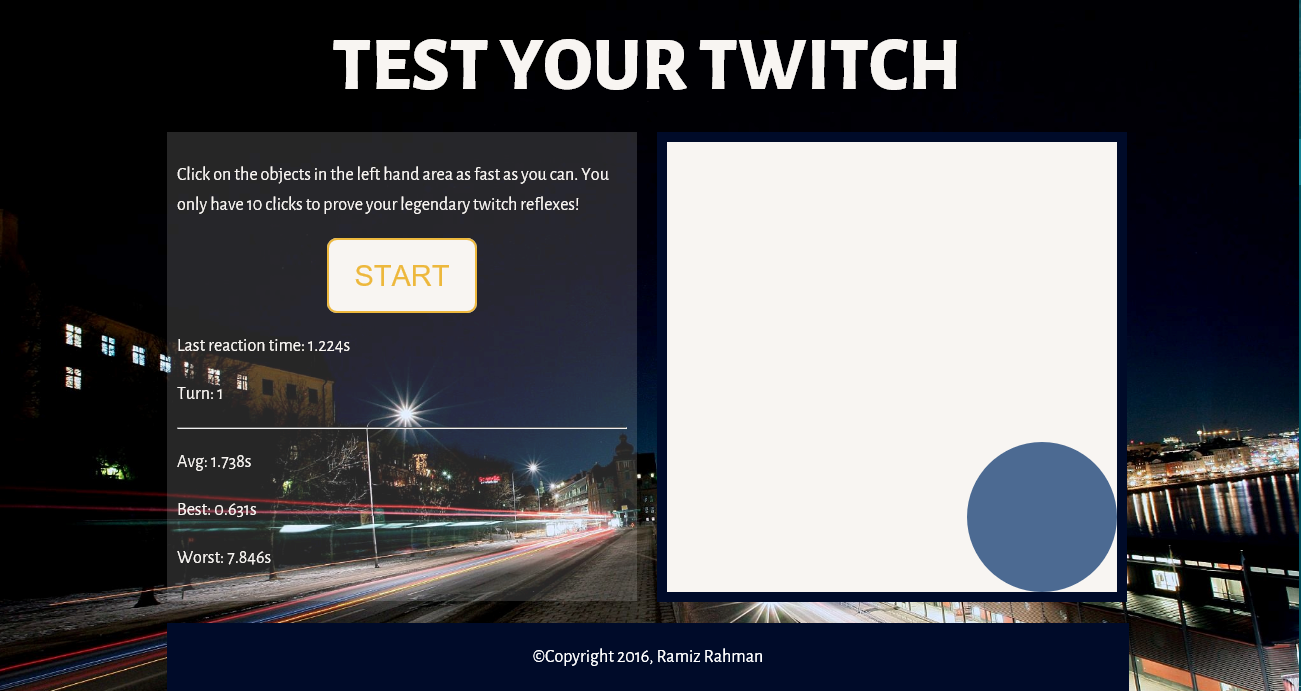 TEST YOUR TWITCH
Click on the objects in the left hand area as fast as you can. You
only have 10 clicks to prove your legendary twitch reflexes!
START
Last reaction time: 1.224s
Turn: 1
Avg: 1.738s
Best: 0.631s
Worst: 7.846s
©Copyright 2016, Ramiz Rahman